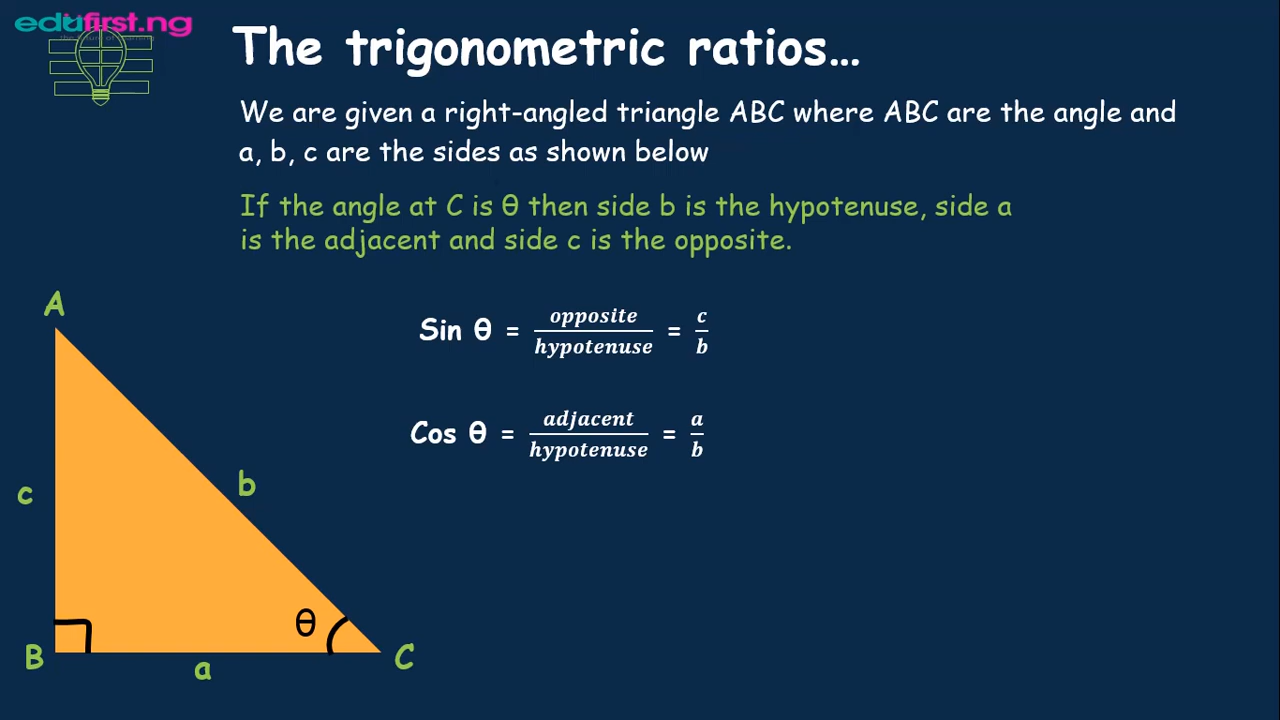 edufirst.ng
The trigonometric ratios...
We are given a right-angled triangle ABC where ABC are the angle and
a, b, c are the sides as shown below
If the angle at C is θ then side b is the hypotenuse, side a
is the adjacent and side c is the opposite.
Sin θ = opposite/hypotenuse = c/b
Cos θ = adjacent/hypotenuse = a/b
A
c
b
θ
B
a
C